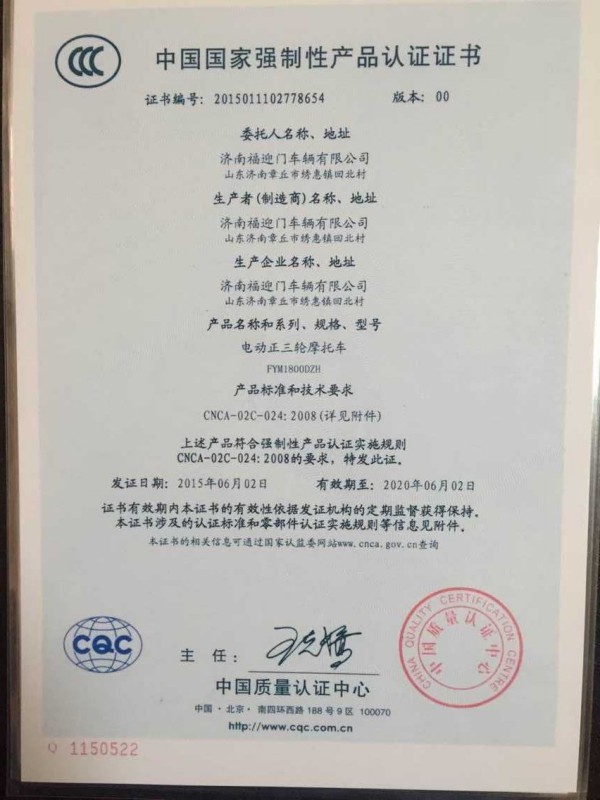 CCC
中国国家强制性产品认证证书
证书编号: 2015011102778654 版本: 00
委托人名称、地址
济南福迎门车辆有限公司
山东济南章丘市绣惠镇回北村
生产者(制造商)名称、地址
济南福迎门车辆有限公司
山东济南章丘市绣惠镇回北村
生产企业名称、地址
济南福迎门车辆有限公司
山东济南章丘市绣惠镇回北村
产品名称和系列、规格、型号
电动正三轮摩托车
FYM1800DZH
产品标准和技术要求
CNCA-02C-024:2008(详见附件)
上述产品符合强制性产品认证实施规则
CNCA-02C-024:2008的要求, 特发此证。
发证日期: 2015年06月02日 有效期至: 2020年06月02日
证书有效期内本证书的有效性依据发证机构的定期监督获得保持。
本证书涉及的认证标准和零部件认证实施规则等信息见附件。
本证书的相关信息可通过国家认监委网站www.cnca.gov.cn查询
CQC
主 任:
中国质量认证中心
中国·北京·南四环西路 188 号 9 区 100070
http://www.cqc.com.cn
CHINA QUALITY CERTIFICATION CENTRE
中国质量认证中心
Q 1150522